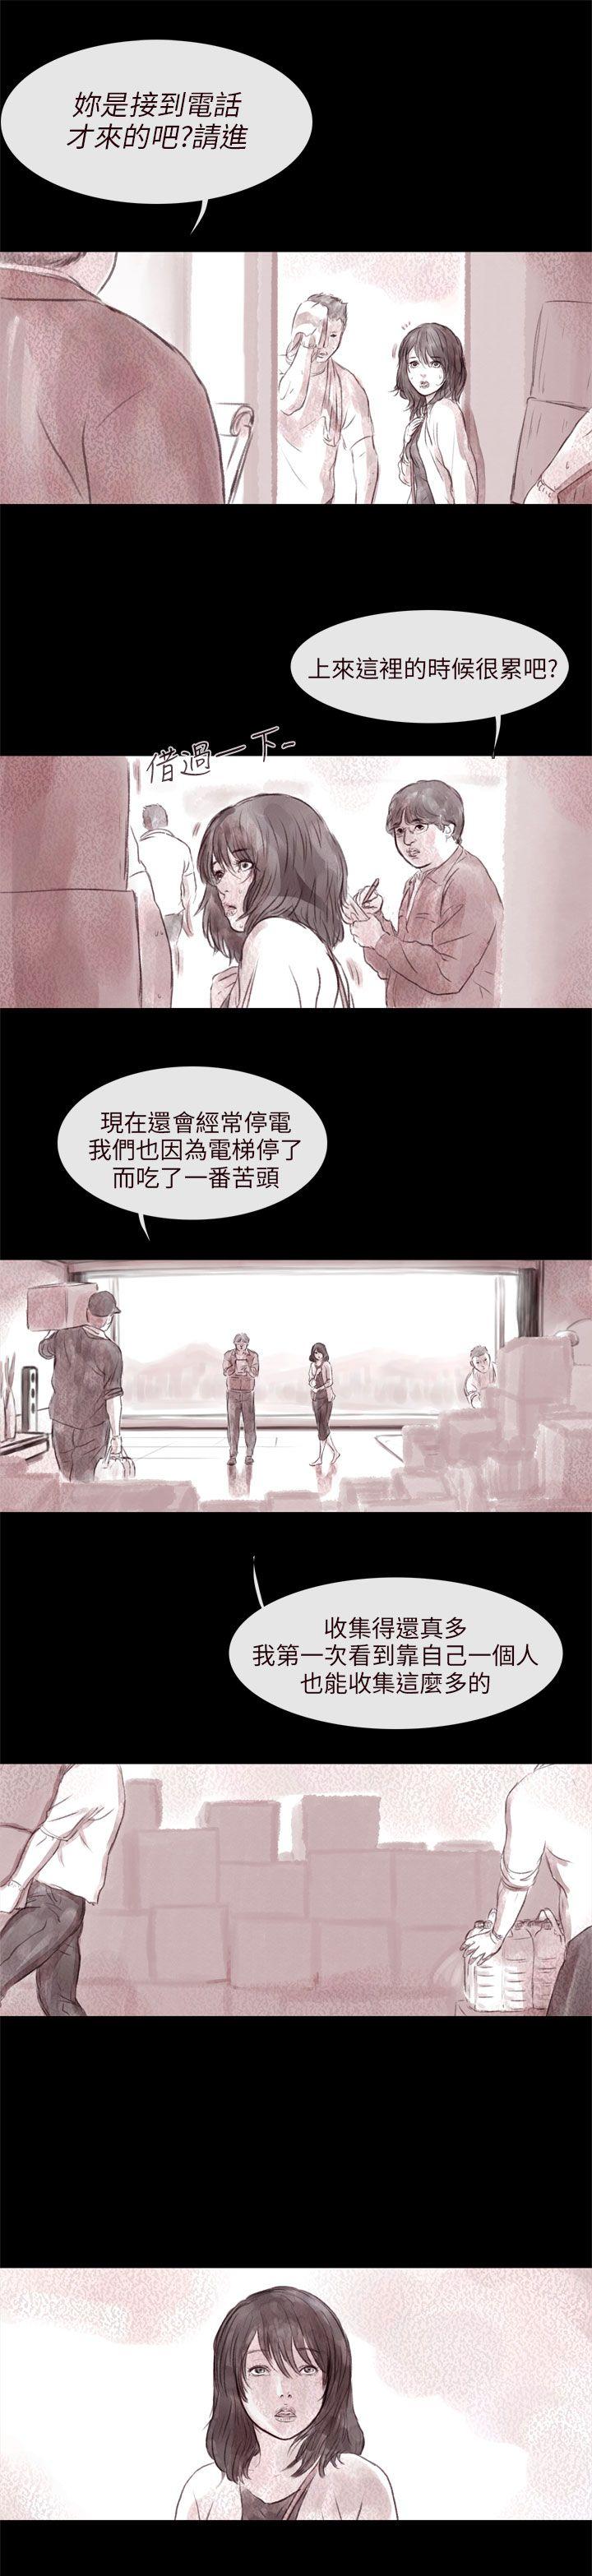 妳是接到電話
才來的吧?請進
上來這裡的時候很累吧?
借過一下-
現在還會經常停電
我們也因為電梯停了
而吃了一番苦頭
收集得還真多
我第一次看到靠自己一個人
也能收集這麼多的